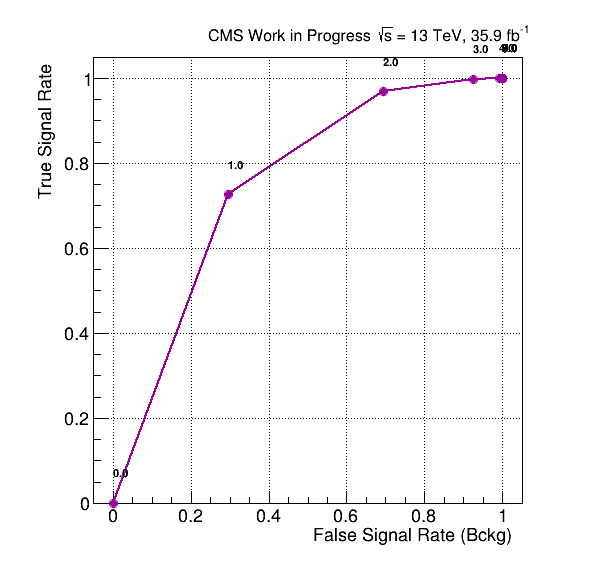 CMS Work in Progress √s = 13 TeV, 35.9 fb⁻¹
True Signal Rate
1
0.8
0.6
0.4
0.2
0
0.0
1.0
2.0
3.0
0 0.2 0.4 0.6 0.8 1
False Signal Rate (Bckg)